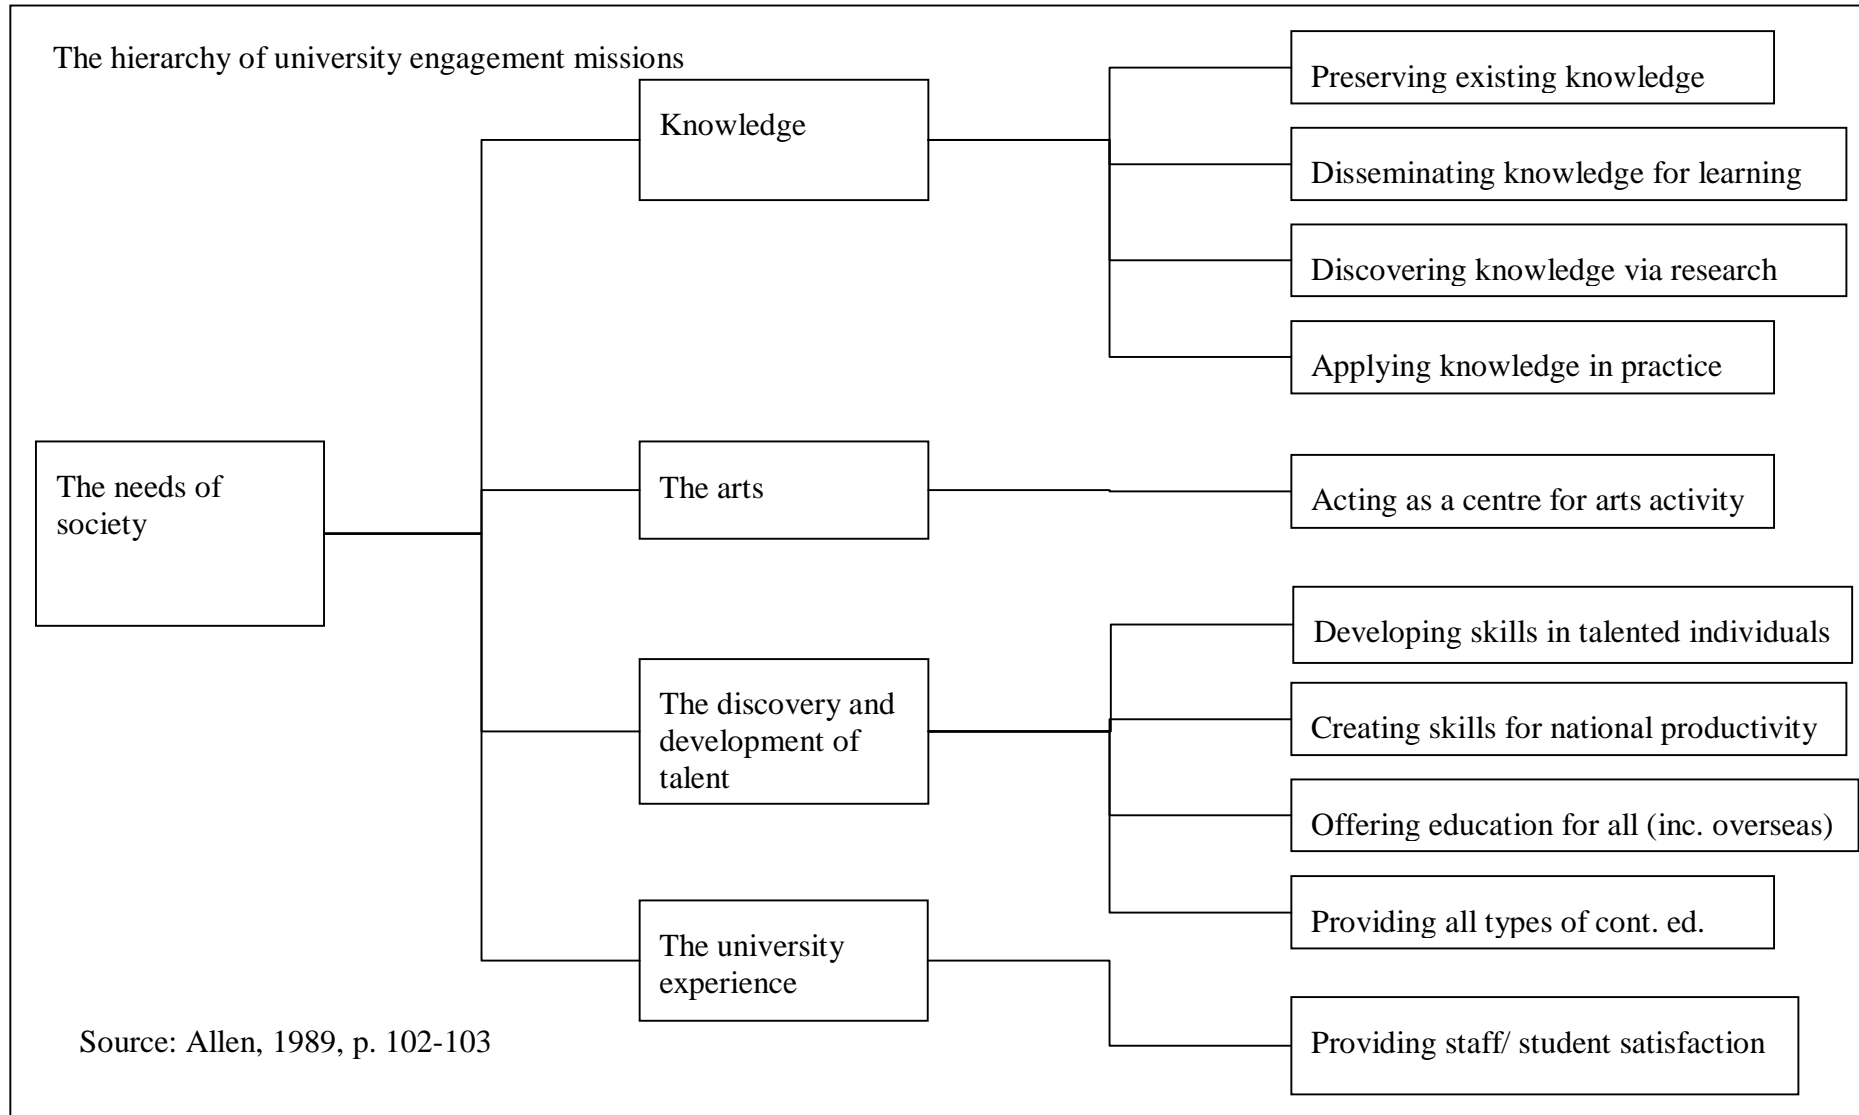 The hierarchy of university engagement missions
Knowledge
Preserving existing knowledge
Disseminating knowledge for learning
Discovering knowledge via research
Applying knowledge in practice
The needs of
society
The arts
Acting as a centre for arts activity
The discovery and
development of
talent
Developing skills in talented individuals
Creating skills for national productivity
Offering education for all (inc. overseas)
Providing all types of cont. ed.
The university
experience
Providing staff/ student satisfaction
Source: Allen, 1989, p. 102-103